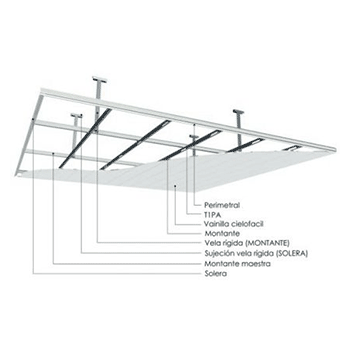 Perimetral
T1PA
Vainilla cielofacil
Montante
Vela rígida (MONTANTE)
Sujeción vela rígida (SOLERA)
Montante maestra
Solera